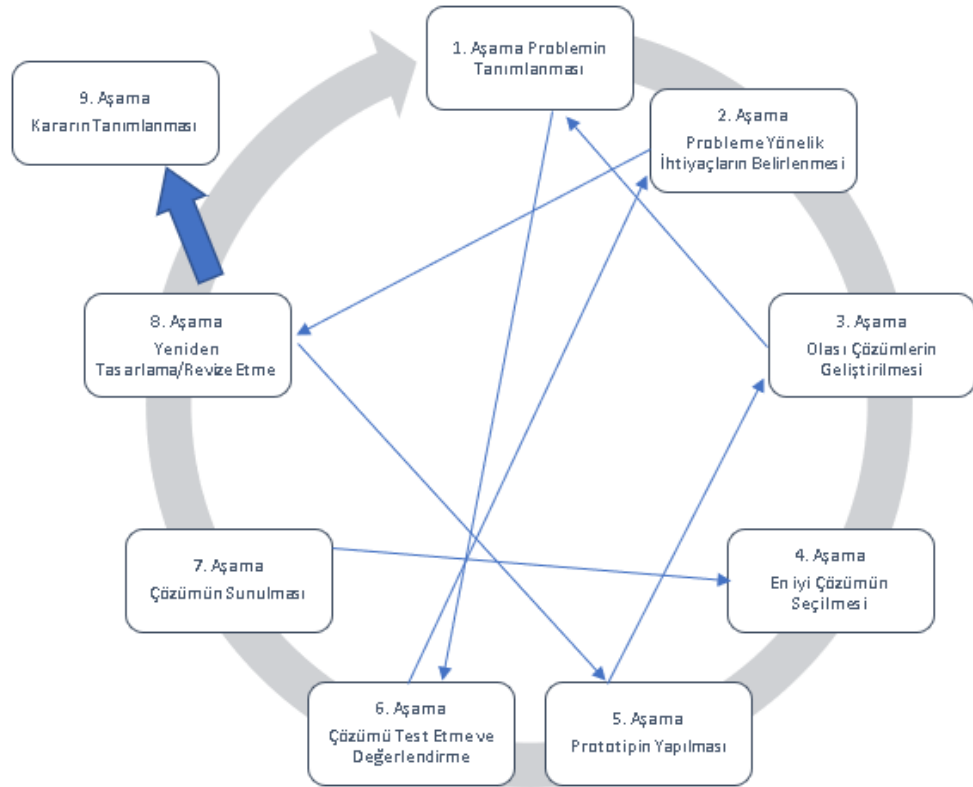 1. Aşama Problemin
Tanımlanması
2. Aşama
Probleme Yönelik
İhtiyaçların Belirlenmesi
3. Aşama
Olası Çözümlerin
Geliştirilmesi
4. Aşama
En iyi Çözümün
Seçilmesi
5. Aşama
Prototipin Yapılması
6. Aşama
Çözümü Test Etme ve
Değerlendirme
7. Aşama
Çözümün Sunulması
8. Aşama
Yeniden
Tasarlama/Revize Etme
9. Aşama
Kararın Tanımlanması